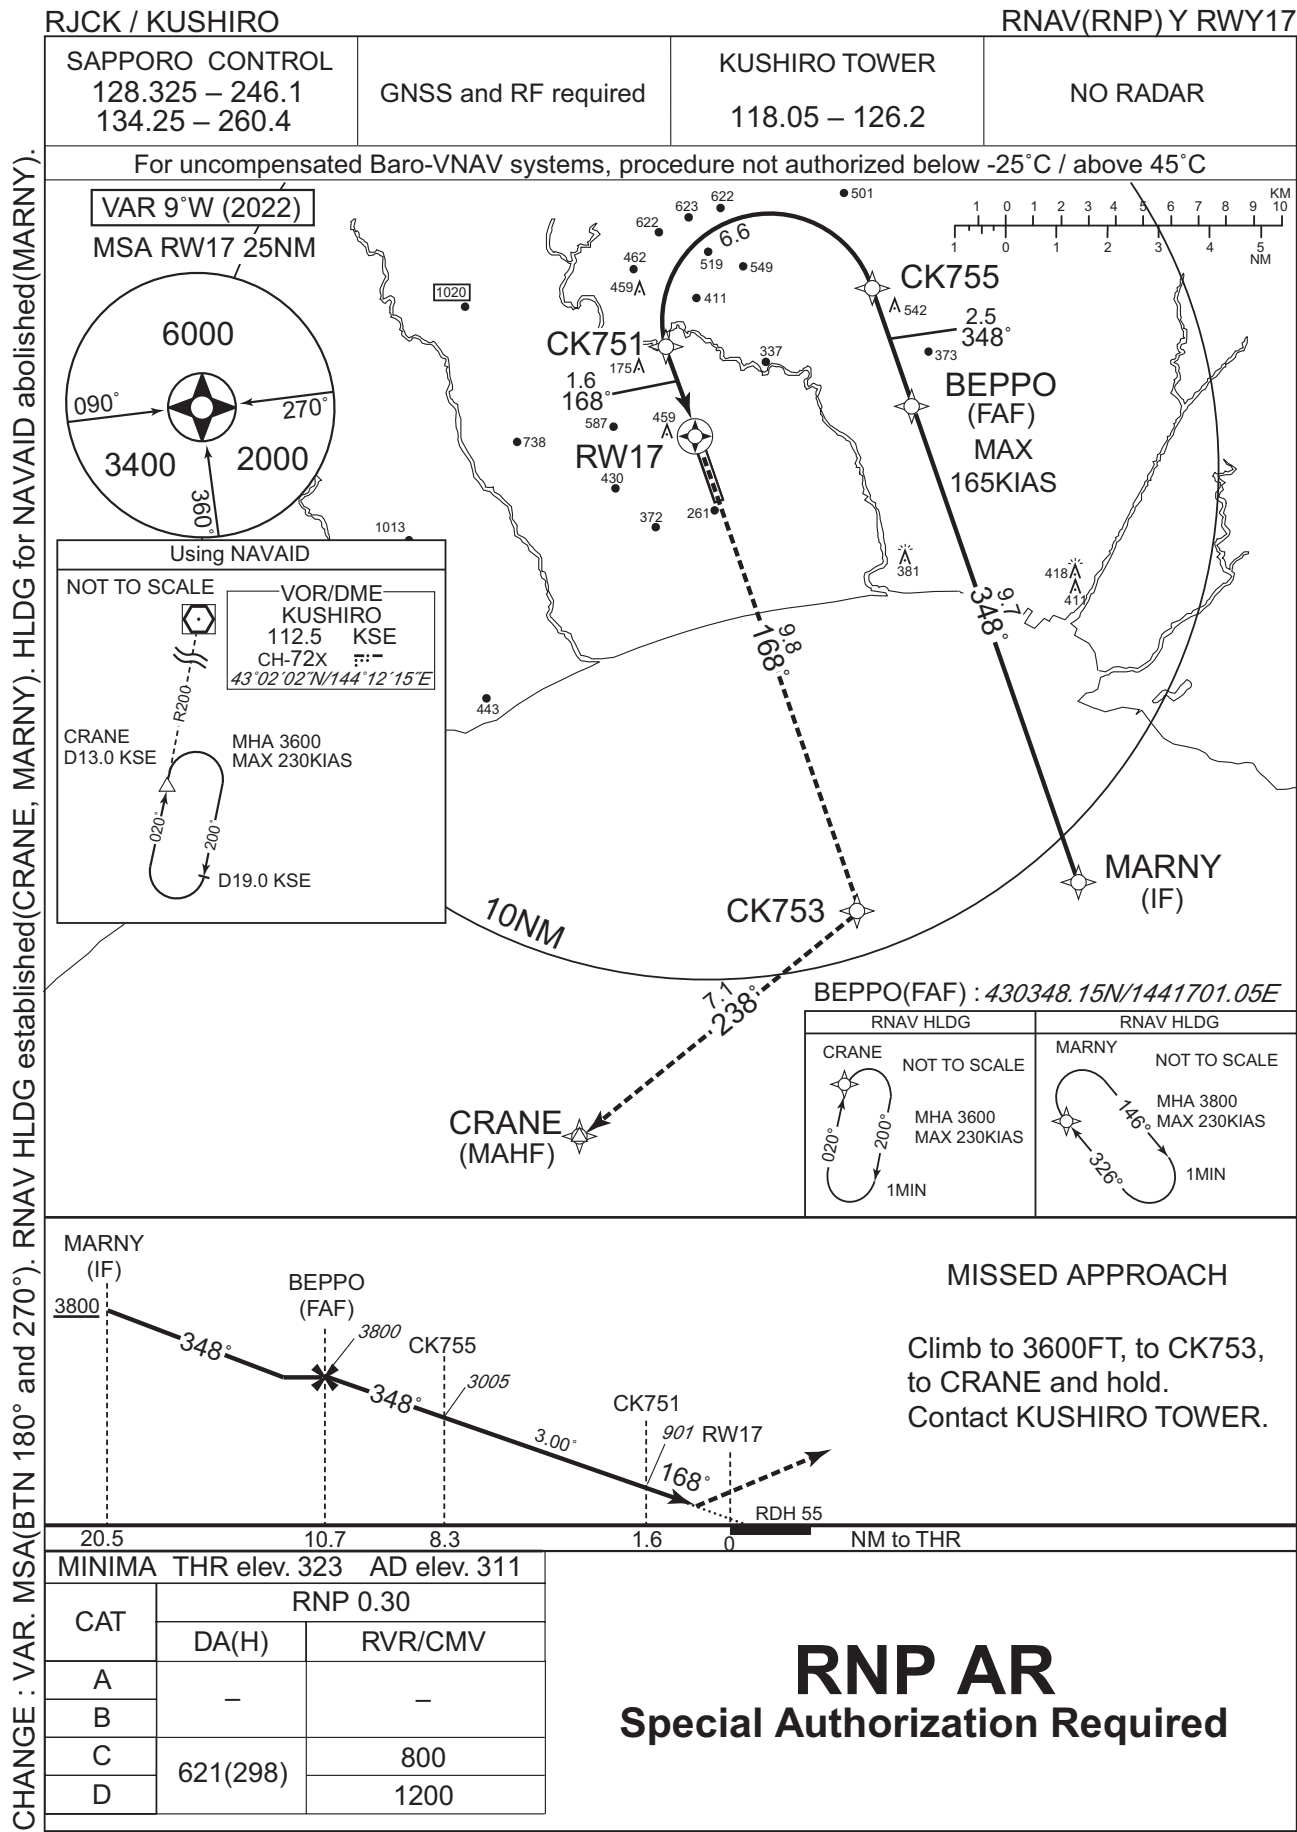 RJCK / KUSHIRO
RNAV(RNP) Y RWY17
SAPPORO CONTROL
128.325 – 246.1
134.25 – 260.4
GNSS and RF required
KUSHIRO TOWER
118.05 – 126.2
NO RADAR
For uncompensated Baro-VNAV systems, procedure not authorized below -25˚C / above 45˚C
VAR 9˚W (2022)
MSA RW17 25NM
6000
090˚
270˚
3400
2000
360˚
KM
1 0 1 2 3 4 5 6 7 8 9 10
1 0 1 2 3 4 5
NM
501
622
623
622
6.6
462
519
549
459
411
1020
CK755
542
2.5
348˚
373
CK751
175
337
1.6
168˚
BEPPO
(FAF)
MAX
165KIAS
459
587
738
RW17
430
372
261
1013
381
418
411
9.7
348˚
9.8
168˚
443
Using NAVAID
NOT TO SCALE
VOR/DME
KUSHIRO
112.5 KSE
CH-72X
43˚02´02˝N/144˚12´15˝E
R200
CRANE
D13.0 KSE
MHA 3600
MAX 230KIAS
020˚
200˚
D19.0 KSE
MARNY
(IF)
CK753
10NM
7.1
238˚
CRANE
(MAHF)
BEPPO(FAF) : 430348.15N/1441701.05E
RNAV HLDG
CRANE
NOT TO SCALE
MHA 3600
MAX 230KIAS
020°
200°
1MIN
RNAV HLDG
MARNY
NOT TO SCALE
MHA 3800
MAX 230KIAS
146°
326°
1MIN
MARNY
(IF)
3800
348˚
BEPPO
(FAF)
3800
348˚
CK755
3005
3.00˚
CK751
901
RW17
168˚
RDH 55
20.5 10.7 8.3 1.6 0 NM to THR
MISSED APPROACH
Climb to 3600FT, to CK753,
to CRANE and hold.
Contact KUSHIRO TOWER.
MINIMA THR elev. 323 AD elev. 311
CAT
RNP 0.30
DA(H) RVR/CMV
A
B
– –
C
D
621(298)
800
1200
RNP AR
Special Authorization Required
CHANGE : VAR. MSA(BTN 180° and 270°). RNAV HLDG established(CRANE, MARNY). HLDG for NAVAID abolished(MARNY).